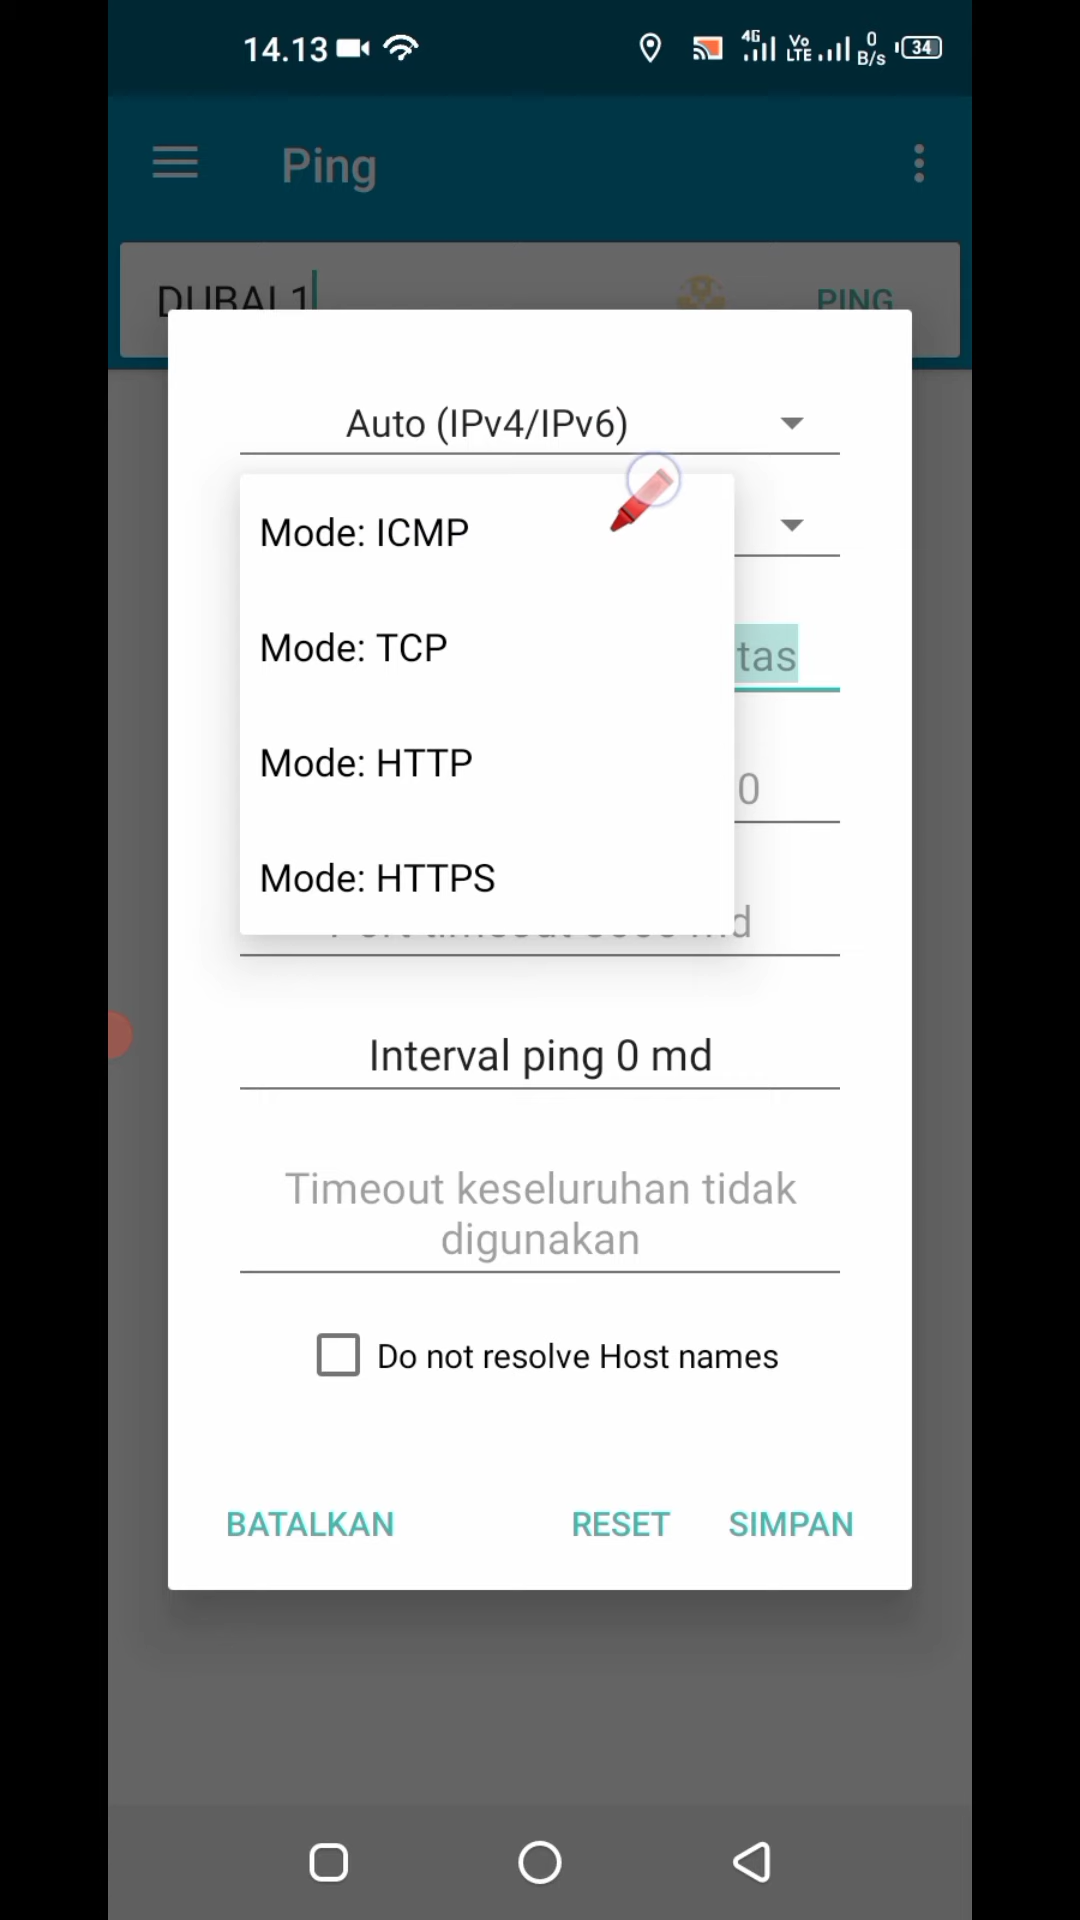 14.13
4G
Vo
LTE
0
B/s
34
Ping
DUBAI 1
PING
Auto (IPv4/IPv6)
Mode: ICMP
Mode: TCP
tas
Mode: HTTP
0
Mode: HTTPS
Interval ping 0 md
Timeout keseluruhan tidak
digunakan
Do not resolve Host names
BATALKAN
RESET
SIMPAN